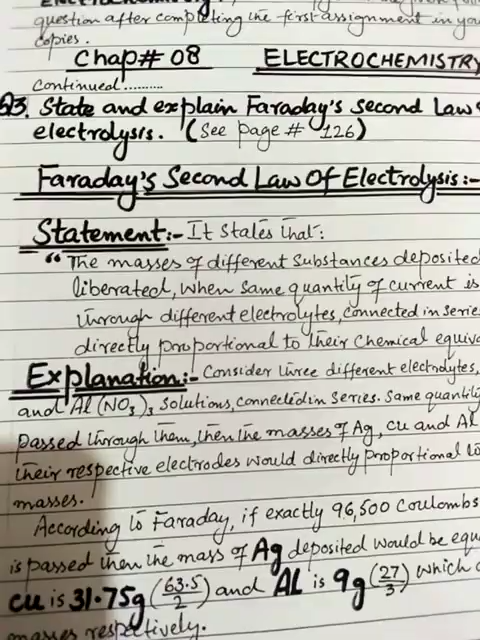 question after completing the first assignment in you
copies.
Chap# 08 ELECTROCHEMISTRY
Continued..........
Q3. State and explain Faraday's second Law
electrolysis. (See page # 126)
Faraday's Second Law Of Electrolysis:-
Statement:- It States that:
"The masses of different Substances deposited
liberated, when same quantity of current is
through different electrolytes, connected in serie
directly proportional to their Chemical equiva
Explanation:- Consider three different electrolytes,
and Al(NO3)3 Solutions, connected in series. Same quantit
passed through them, then the masses of Ag, cu and Al
their respective electrodes would directly proportional to
masses.
According to Faraday, if exactly 96,500 Coulombs
is passed then the mass of Ag deposited would be equ
cu is 31.75g (63.5/2) and Al is 9g (27/3) which
masses respectively.